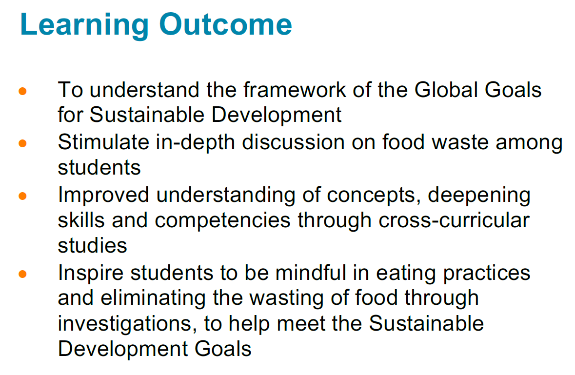 Learning Outcome
• To understand the framework of the Global Goals
for Sustainable Development
• Stimulate in-depth discussion on food waste among
students
• Improved understanding of concepts, deepening
skills and competencies through cross-curricular
studies
• Inspire students to be mindful in eating practices
and eliminating the wasting of food through
investigations, to help meet the Sustainable
Development Goals